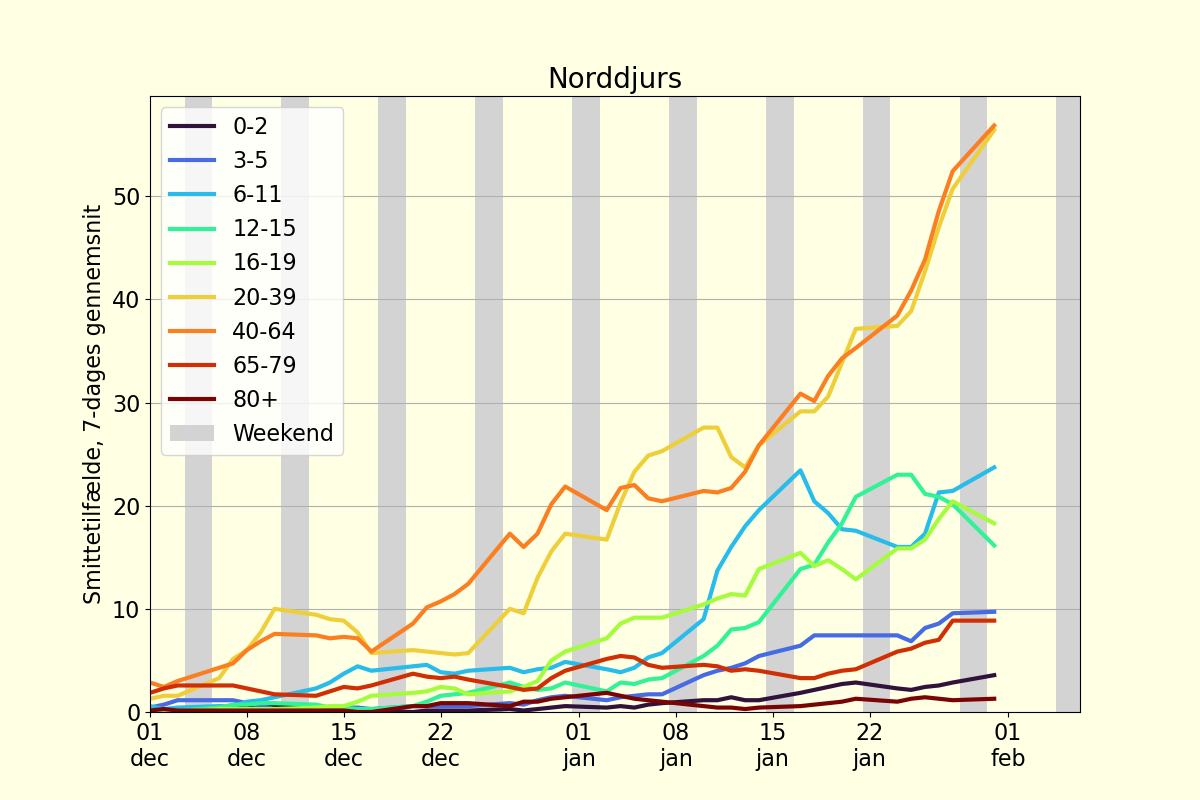 Norddjurs
Smittetilfælde, 7-dages gennemsnit
0-2
3-5
6-11
12-15
16-19
20-39
40-64
65-79
80+
Weekend
50
40
30
20
10
0
01 dec
08 dec
15 dec
22 dec
01 jan
08 jan
15 jan
22 jan
01 feb